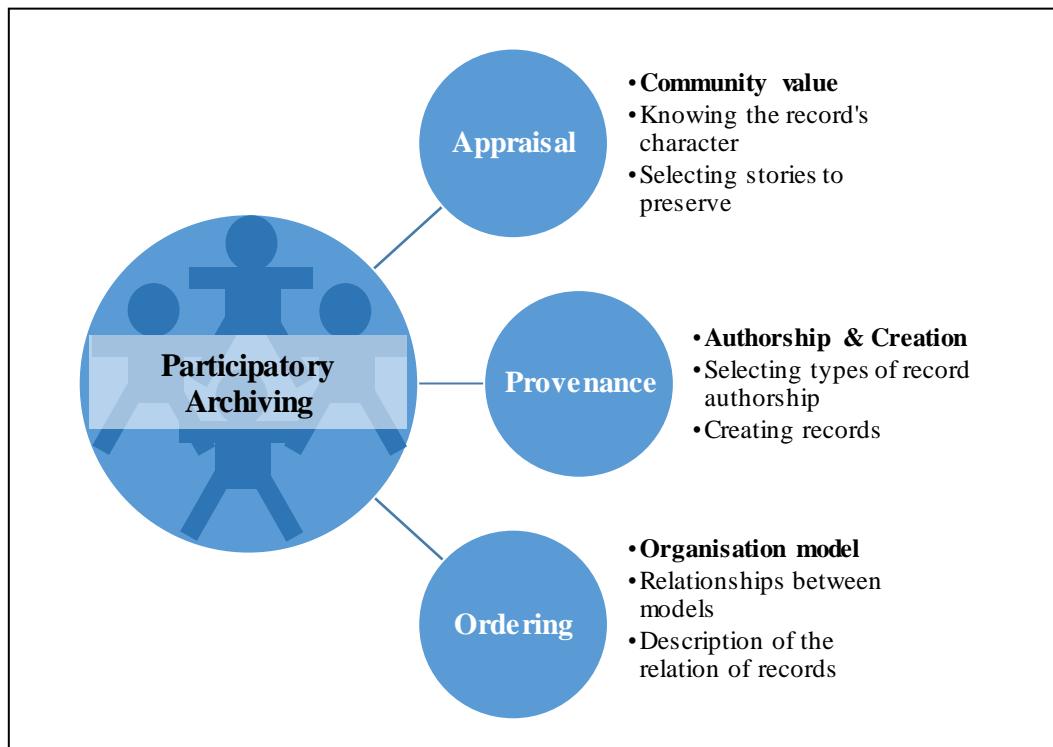 Participatory
Archiving
Appraisal
•Community value
•Knowing the record's
character
•Selecting stories to
preserve
Provenance
•Authorship & Creation
•Selecting types of record
authorship
•Creating records
Ordering
•Organisation model
•Relationships between
models
•Description of the
relation of records